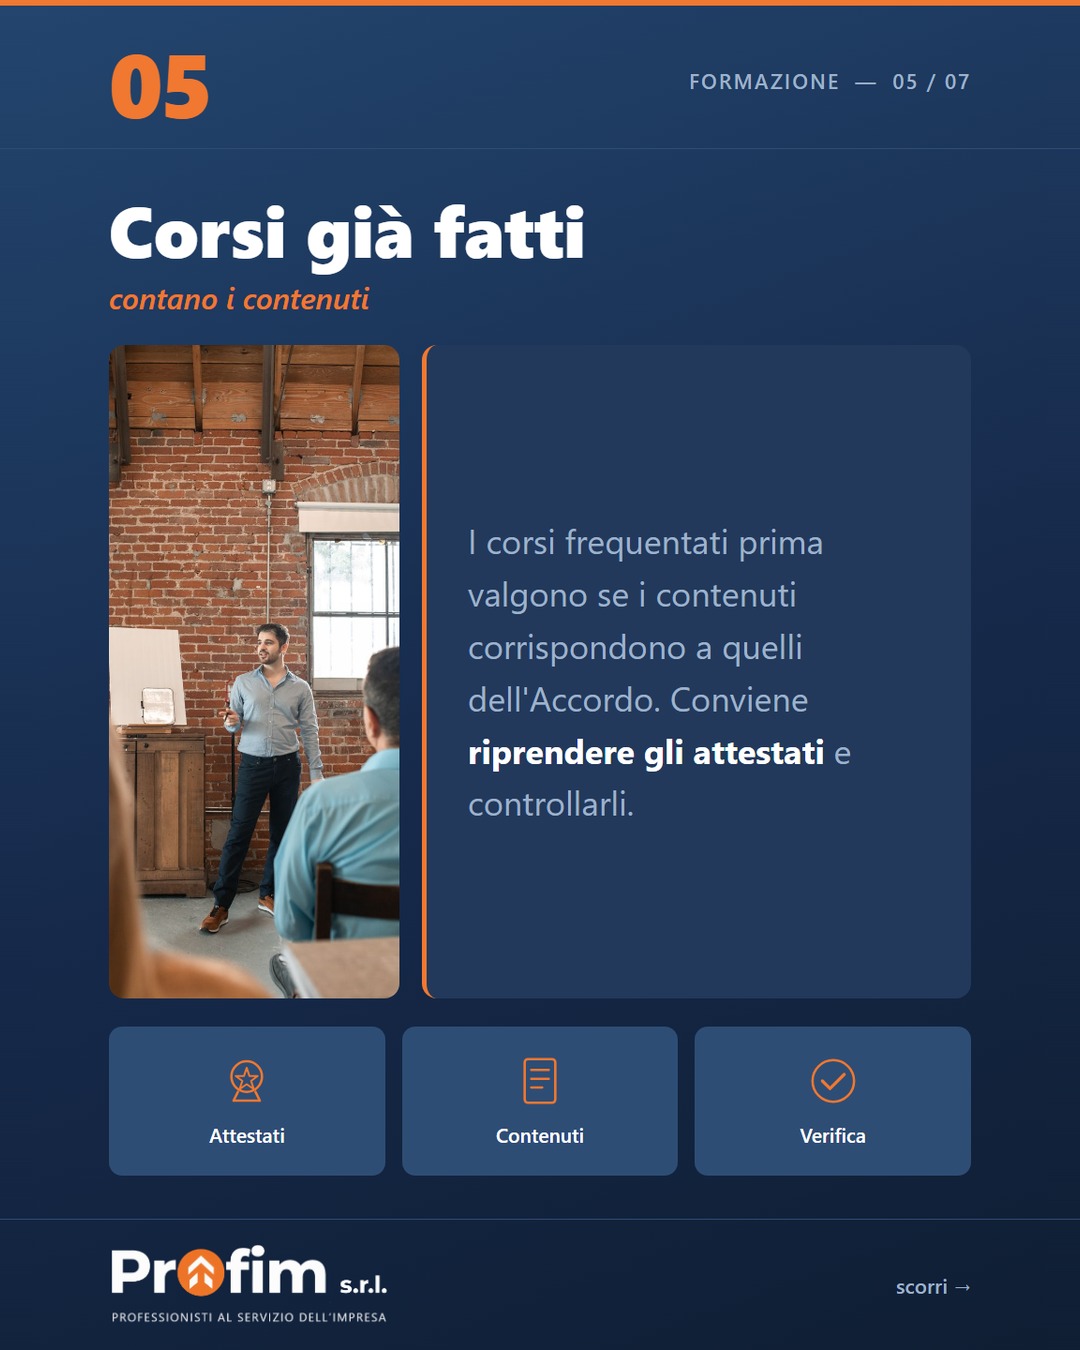 05
FORMAZIONE — 05 / 07
Corsi già fatti
contano i contenuti
I corsi frequentati prima
valgono se i contenuti
corrispondono a quelli
dell'Accordo. Conviene
riprendere gli attestati e
controllarli.
Attestati
Contenuti
Verifica
Profim s.r.l.
PROFESSIONISTI AL SERVIZIO DELL'IMPRESA
scorri →